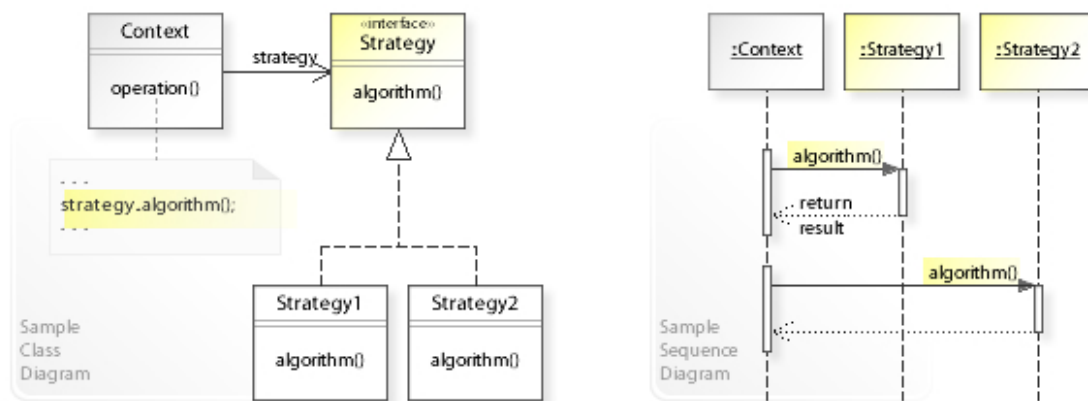 Context
operation()
strategy
«interface»
Strategy
algorithm()
- - -
strategy.algorithm();
- - -
Strategy1
algorithm()
Strategy2
algorithm()
Sample
Class
Diagram
:Context
:Strategy1
:Strategy2
algorithm()
return
result
algorithm()
Sample
Sequence
Diagram